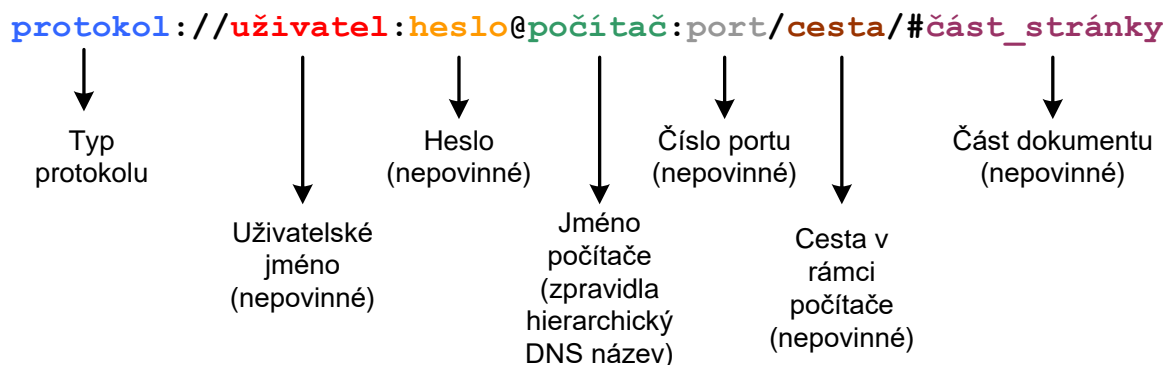 protokol://uživatel:heslo@počítač:port/cesta/#část_stránky
Typ
protokolu
Heslo
(nepovinné)
Číslo portu
(nepovinné)
Část dokumentu
(nepovinné)
Uživatelské
jméno
(nepovinné)
Jméno
počítače
(zpravidla
hierarchický
DNS název)
Cesta v
rámci
počítače
(nepovinné)